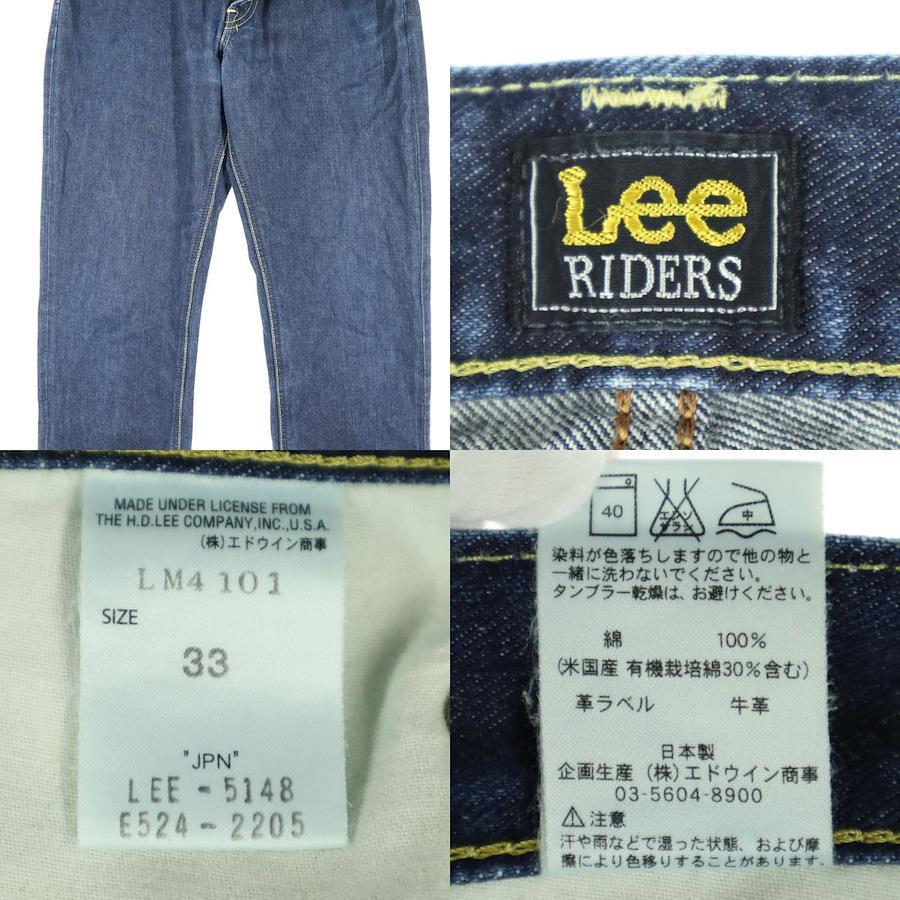 Lee
RIDERS
MADE UNDER LICENSE FROM
THE H.D.LEE COMPANY,INC.,U.S.A.
(株)エドウイン商事
LM4101
SIZE
33
"JPN"
LEE-5148
E524-2205
40
エンソ
サラシ
中
染料が色落ちしますので他の物と
一緒に洗わないでください。
タンブラー乾燥は、お避けください。
綿 100%
(米国産 有機栽培綿30%含む)
革ラベル 牛革
日本製
企画生産 (株)エドウイン商事
03-5604-8900
注意
汗や雨などで湿った状態、および摩
擦により色移りすることがあります